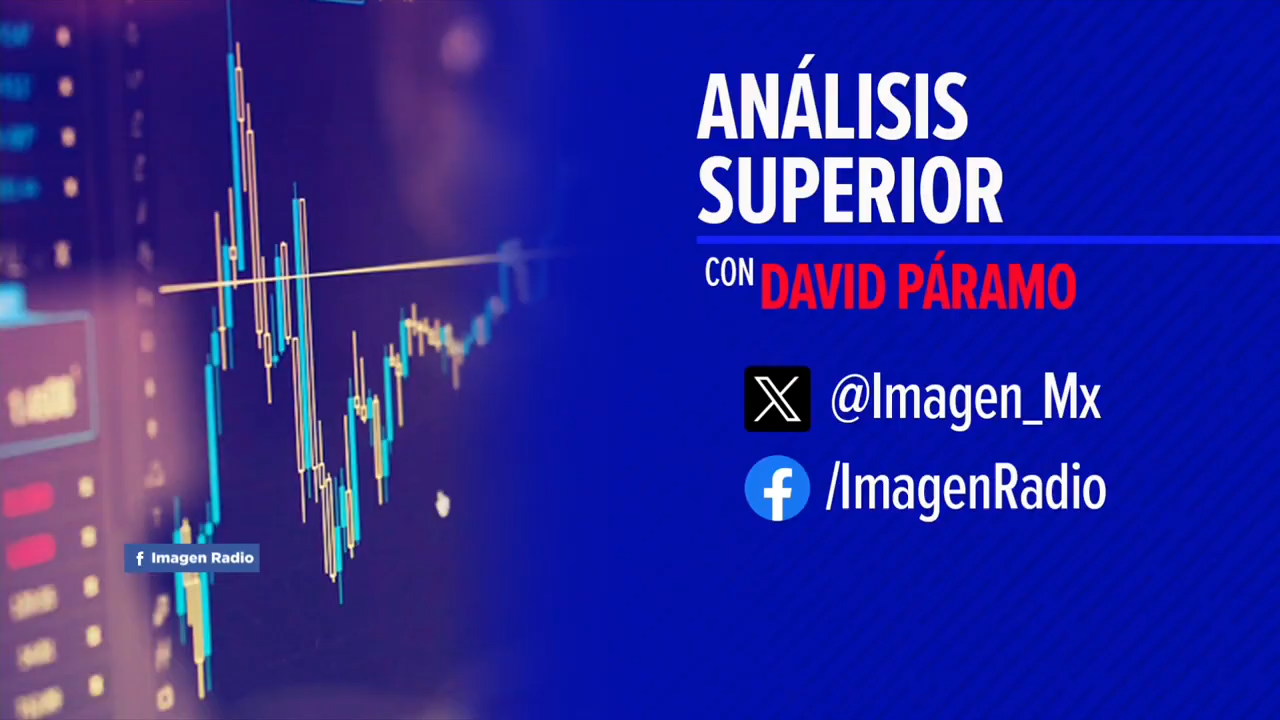 ANÁLISIS
SUPERIOR
CON DAVID PÁRAMO
@Imagen_Mx
/ImagenRadio
Imagen Radio